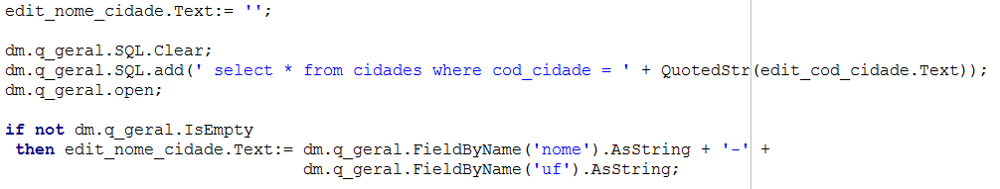 edit_nome_cidade.Text:= '';
dm.q_geral.SQL.Clear;
dm.q_geral.SQL.add(' select * from cidades where cod_cidade = ' + QuotedStr(edit_cod_cidade.Text));
dm.q_geral.open;
if not dm.q_geral.IsEmpty
then edit_nome_cidade.Text:= dm.q_geral.FieldByName('nome').AsString + '-' +
dm.q_geral.FieldByName('uf').AsString;